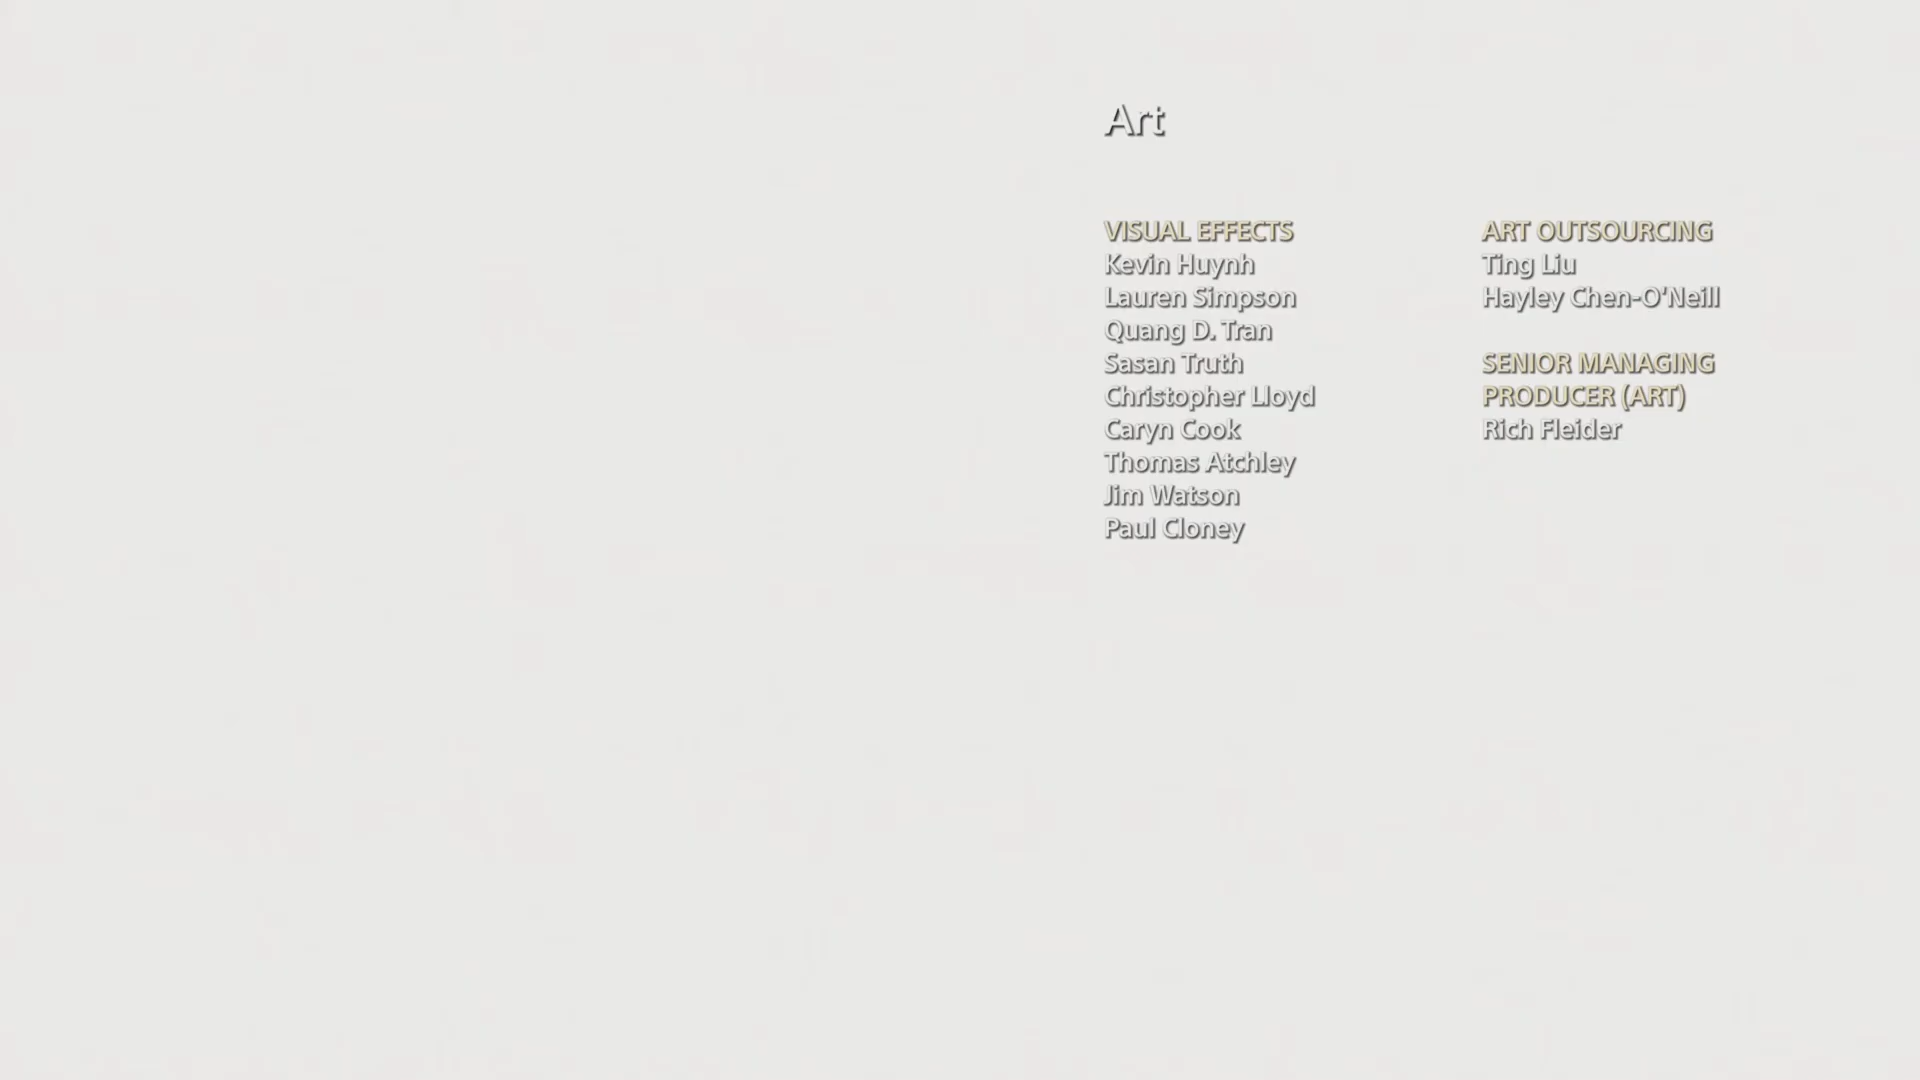 Art
VISUAL EFFECTS
Kevin Huynh
Lauren Simpson
Quang D. Tran
Sasan Truth
Christopher Lloyd
Caryn Cook
Thomas Atchley
Jim Watson
Paul Cloney
ART OUTSOURCING
Ting Liu
Hayley Chen-O'Neill
SENIOR MANAGING
PRODUCER (ART)
Rich Fleider